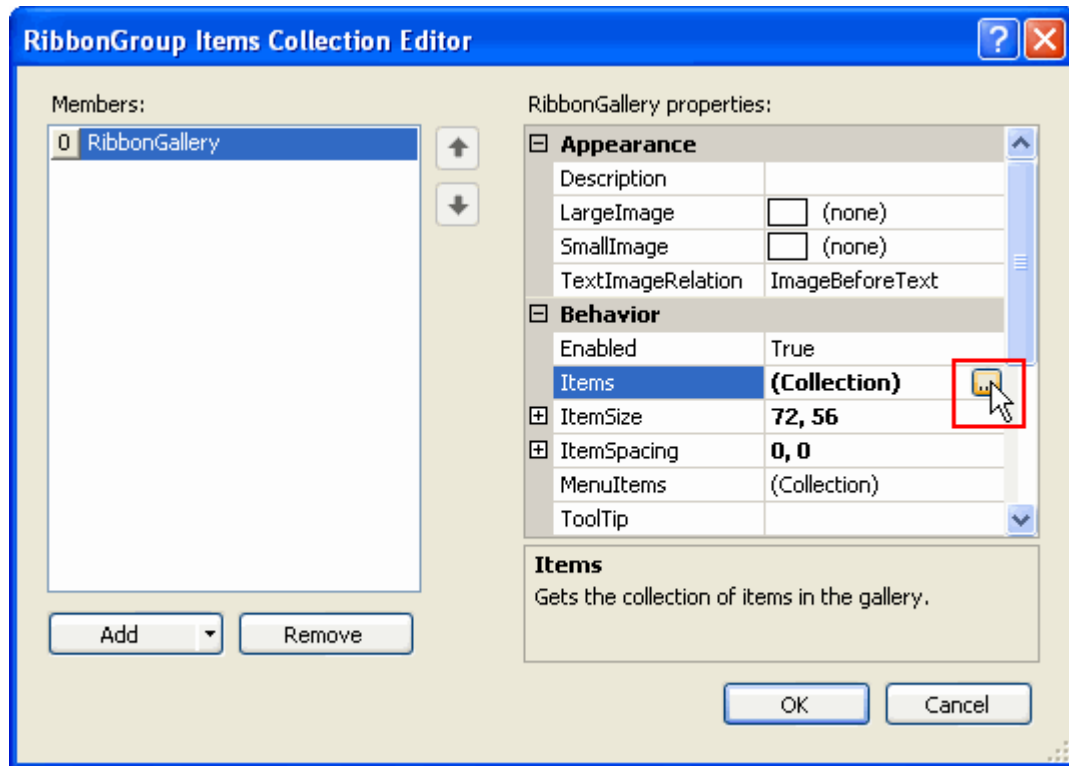 RibbonGroup Items Collection Editor
Members:
0 RibbonGallery
Add
Remove
RibbonGallery properties:
Appearance
Description
LargeImage (none)
SmallImage (none)
TextImageRelation ImageBeforeText
Behavior
Enabled True
Items (Collection) ...
ItemSize 72, 56
ItemSpacing 0, 0
MenuItems (Collection)
ToolTip
Items
Gets the collection of items in the gallery.
OK
Cancel